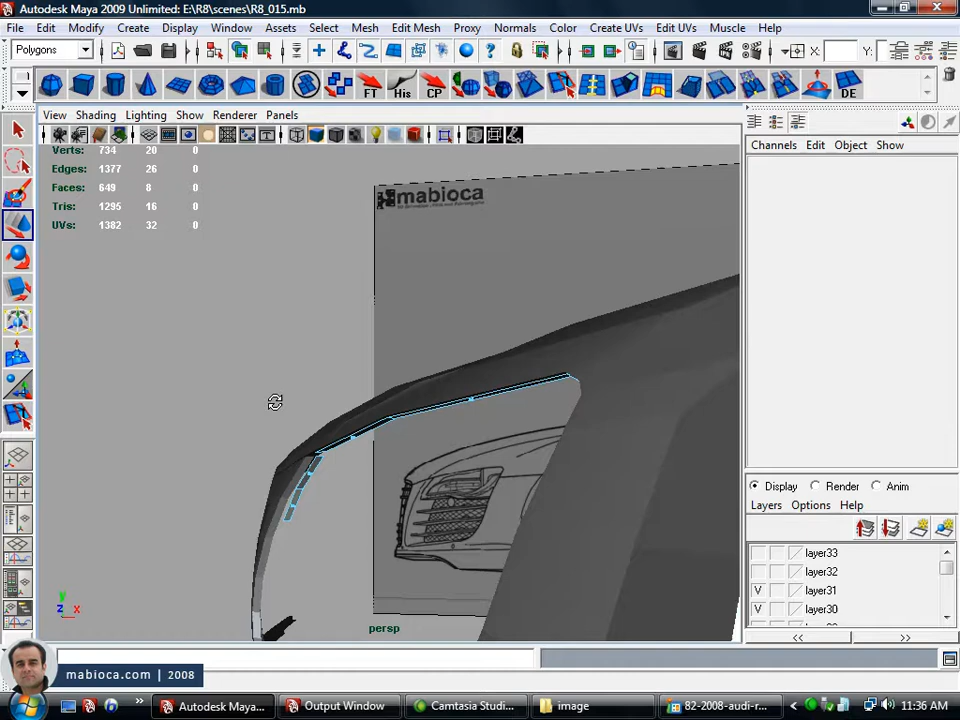 Autodesk Maya 2009 Unlimited: E:\R8\scenes\R8_015.mb
File Edit Modify Create Display Window Assets Select Mesh Edit Mesh Proxy Normals Color Create UVs Edit UVs Muscle Help
Polygons X: Y:
FT His CP DE
View Shading Lighting Show Renderer Panels
Verts: 734 20 0
Edges: 1377 26 0
Faces: 649 8 0
Tris: 1295 16 0
UVs: 1382 32 0
mabioca
persp
y
z x
Channels Edit Object Show
Display Render Anim
Layers Options Help
layer33
layer32
V layer31
V layer30
<< >>
mabioca.com | 2008
Autodesk Maya... Output Window Camtasia Studi... image 82-2008-audi-r... 11:36 AM